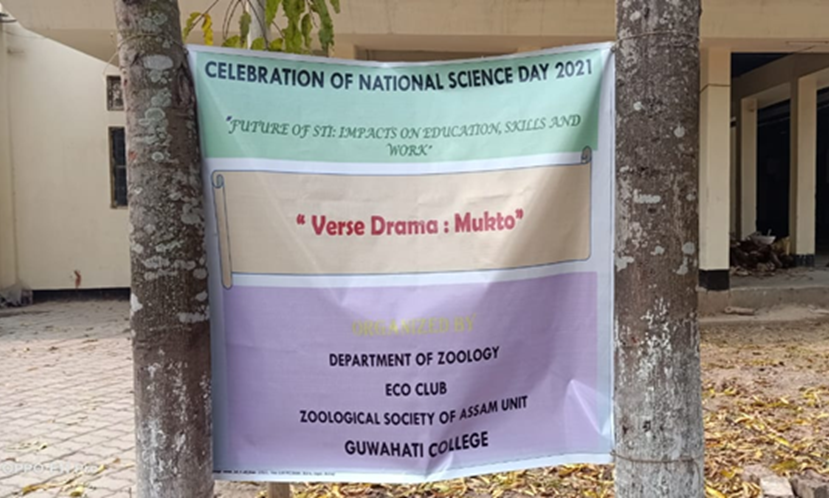 CELEBRATION OF NATIONAL SCIENCE DAY 2021
"FUTURE OF STI: IMPACTS ON EDUCATION, SKILLS AND
WORK"
" Verse Drama : Mukto"
ORGANIZED BY
DEPARTMENT OF ZOOLOGY
ECO CLUB
ZOOLOGICAL SOCIETY OF ASSAM UNIT
GUWAHATI COLLEGE